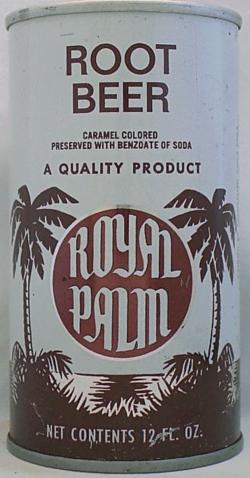 ROOT
BEER
CARAMEL COLORED
PRESERVED WITH BENZOATE OF SODA
A QUALITY PRODUCT
ROYAL
PALM
NET CONTENTS 12 FL. OZ.